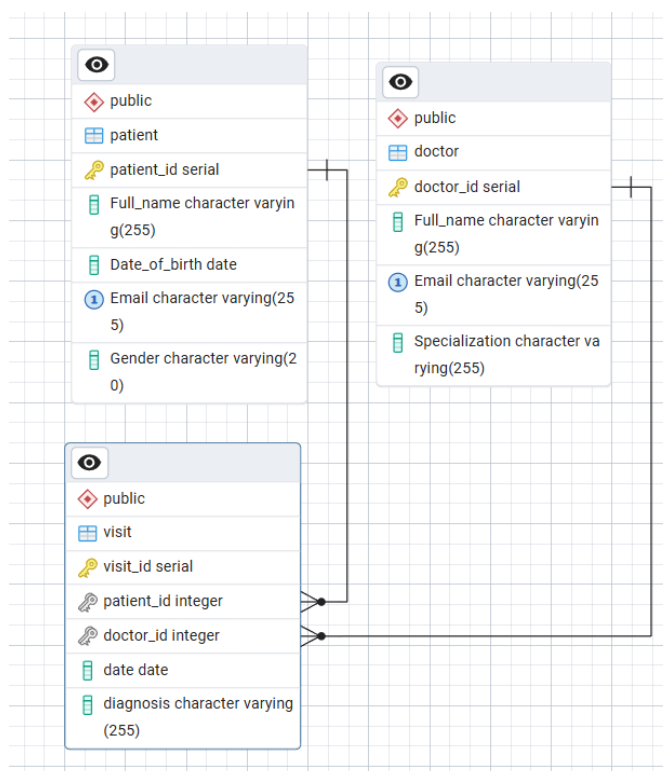 public
patient
patient_id serial
Full_name character varyin
g(255)
Date_of_birth date
1 Email character varying(25
5)
Gender character varying(2
0)
public
doctor
doctor_id serial
Full_name character varyin
g(255)
1 Email character varying(25
5)
Specialization character va
rying(255)
public
visit
visit_id serial
patient_id integer
doctor_id integer
date date
diagnosis character varying
(255)